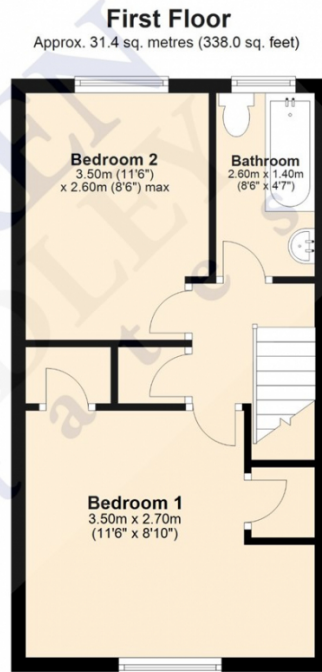 First Floor
Approx. 31.4 sq. metres (338.0 sq. feet)
Bedroom 2
3.50m (11'6")
x 2.60m (8'6") max
Bathroom
2.60m x 1.40m
(8'6" x 4'7")
Bedroom 1
3.50m x 2.70m
(11'6" x 8'10")